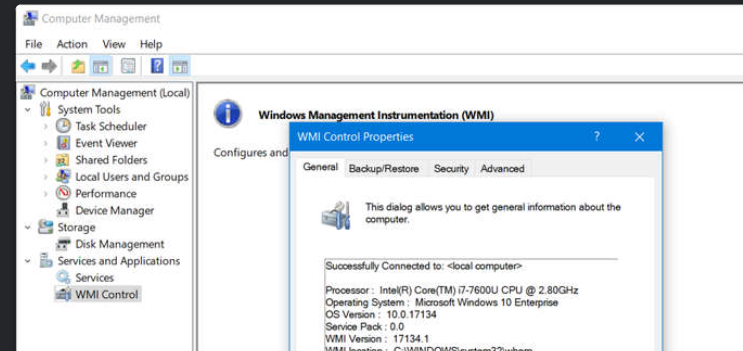 Computer Management
File Action View Help
Computer Management (Local)
System Tools
Task Scheduler
Event Viewer
Shared Folders
Local Users and Groups
Performance
Device Manager
Storage
Disk Management
Services and Applications
Services
WMI Control
Windows Management Instrumentation (WMI)
Configures and
WMI Control Properties
General Backup/Restore Security Advanced
This dialog allows you to get general information about the
computer.
Successfully Connected to: <local computer>
Processor : Intel(R) Core(TM) i7-7600U CPU @ 2.80GHz
Operating System : Microsoft Windows 10 Enterprise
OS Version : 10.0.17134
Service Pack : 0.0
WMI Version : 17134.1
WMI location : C:\WINDOWS\system32\wbem